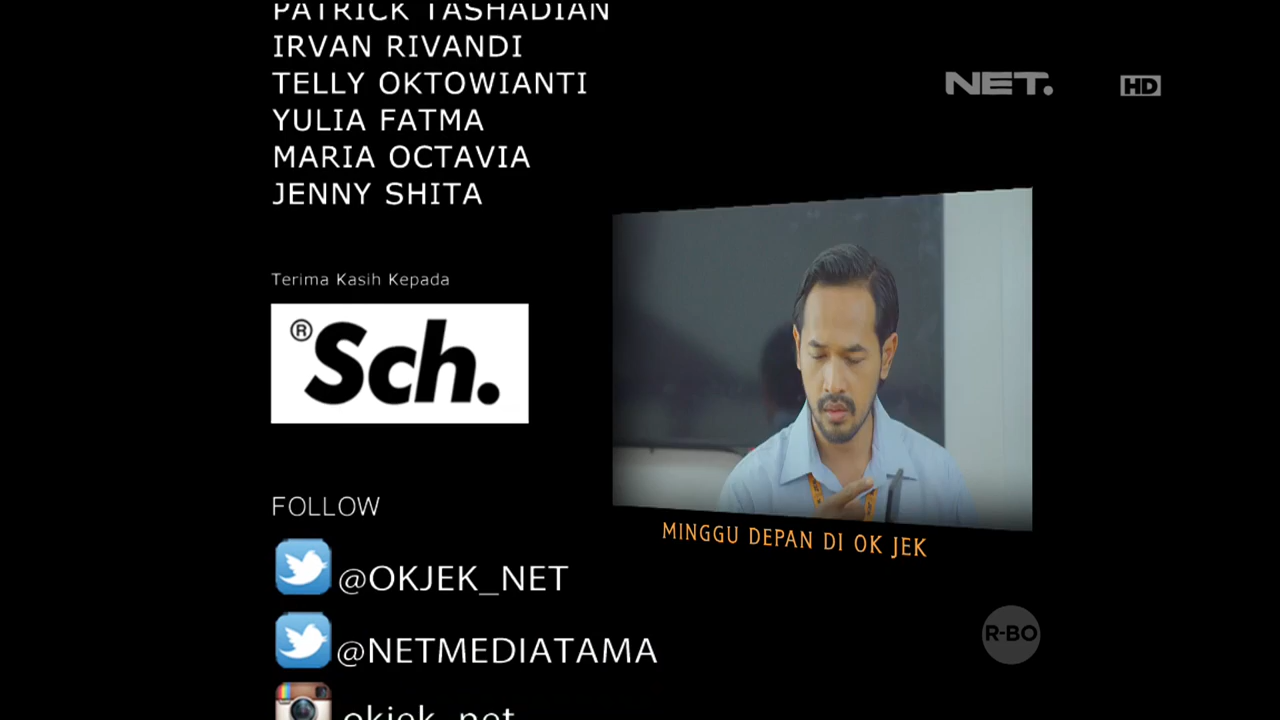 PATRICK TASHADIAN
IRVAN RIVANDI
TELLY OKTOWIANTI
YULIA FATMA
MARIA OCTAVIA
JENNY SHITA
NET.
HD
Terima Kasih Kepada
® Sch.
MINGGU DEPAN DI OK JEK
FOLLOW
@OKJEK_NET
@NETMEDIATAMA
okjek_net
R-BO